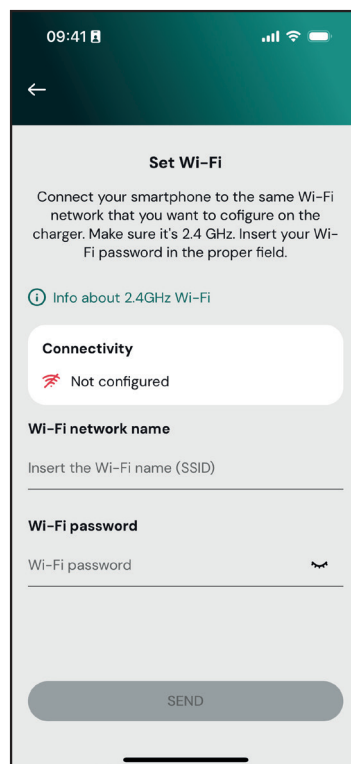 09:41
Set Wi-Fi
Connect your smartphone to the same Wi-Fi
network that you want to cofigure on the
charger. Make sure it's 2.4 GHz. Insert your Wi-
Fi password in the proper field.
Info about 2.4GHz Wi-Fi
Connectivity
Not configured
Wi-Fi network name
Insert the Wi-Fi name (SSID)
Wi-Fi password
Wi-Fi password
SEND